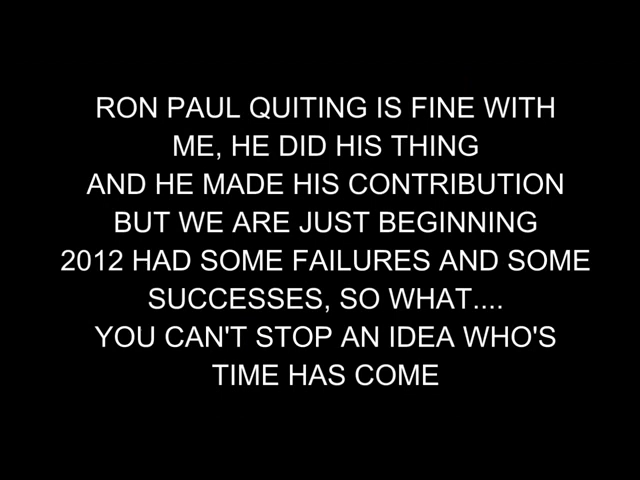 RON PAUL QUITING IS FINE WITH
ME, HE DID HIS THING
AND HE MADE HIS CONTRIBUTION
BUT WE ARE JUST BEGINNING
2012 HAD SOME FAILURES AND SOME
SUCCESSES, SO WHAT....
YOU CAN'T STOP AN IDEA WHO'S
TIME HAS COME